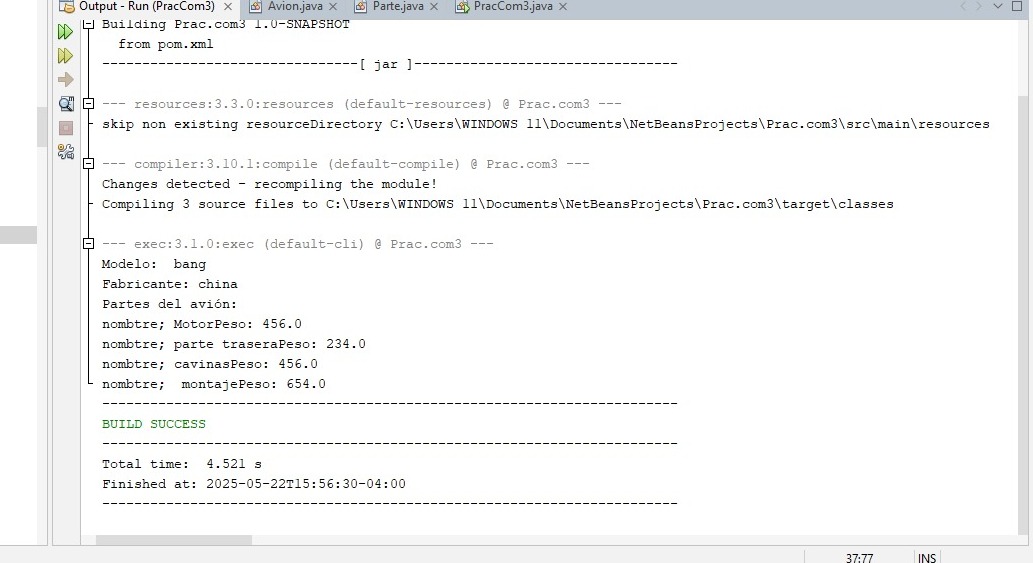 Output - Run (PracCom3) Avion.java Parte.java PracCom3.java
Building Prac.com3 1.0-SNAPSHOT
from pom.xml
--------------------------------[ jar ]---------------------------------
--- resources:3.3.0:resources (default-resources) @ Prac.com3 ---
skip non existing resourceDirectory C:\Users\WINDOWS 11\Documents\NetBeansProjects\Prac.com3\src\main\resources
--- compiler:3.10.1:compile (default-compile) @ Prac.com3 ---
Changes detected - recompiling the module!
Compiling 3 source files to C:\Users\WINDOWS 11\Documents\NetBeansProjects\Prac.com3\target\classes
--- exec:3.1.0:exec (default-cli) @ Prac.com3 ---
Modelo:  bang
Fabricante: china
Partes del avión:
nombtre; MotorPeso: 456.0
nombtre; parte traseraPeso: 234.0
nombtre; cavinasPeso: 456.0
nombtre;  montajePeso: 654.0
------------------------------------------------------------------------
BUILD SUCCESS
------------------------------------------------------------------------
Total time:  4.521 s
Finished at: 2025-05-22T15:56:30-04:00
------------------------------------------------------------------------
37:77 INS